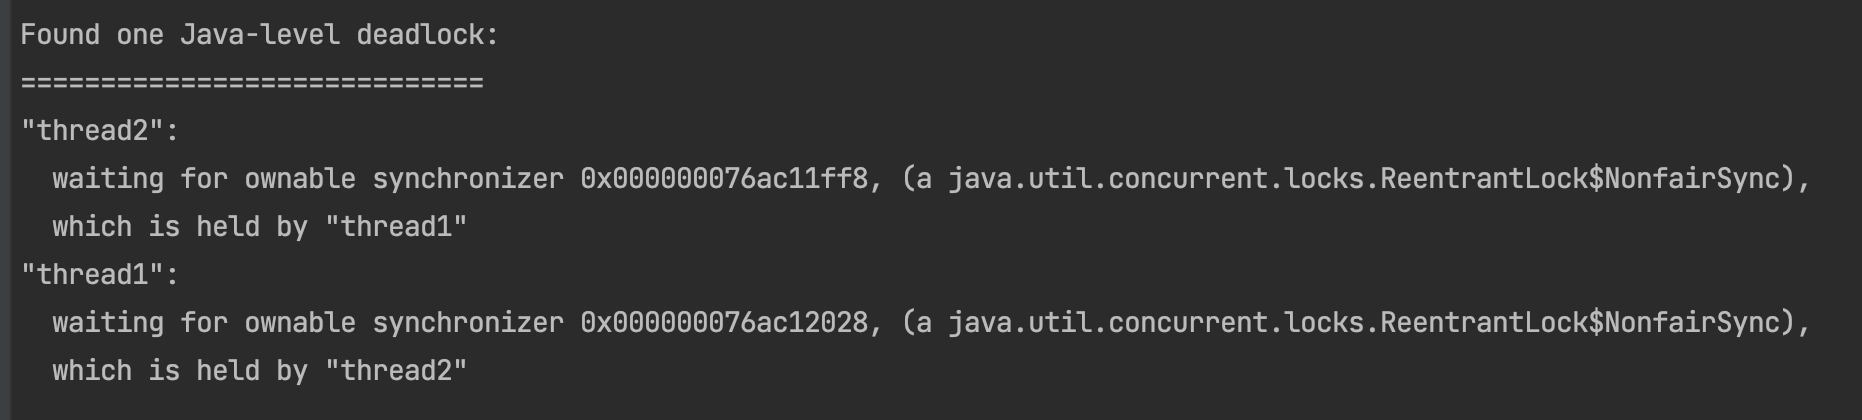 Found one Java-level deadlock:
=============================
"thread2":
  waiting for ownable synchronizer 0x000000076ac11ff8, (a java.util.concurrent.locks.ReentrantLock$NonfairSync),
  which is held by "thread1"
"thread1":
  waiting for ownable synchronizer 0x000000076ac12028, (a java.util.concurrent.locks.ReentrantLock$NonfairSync),
  which is held by "thread2"